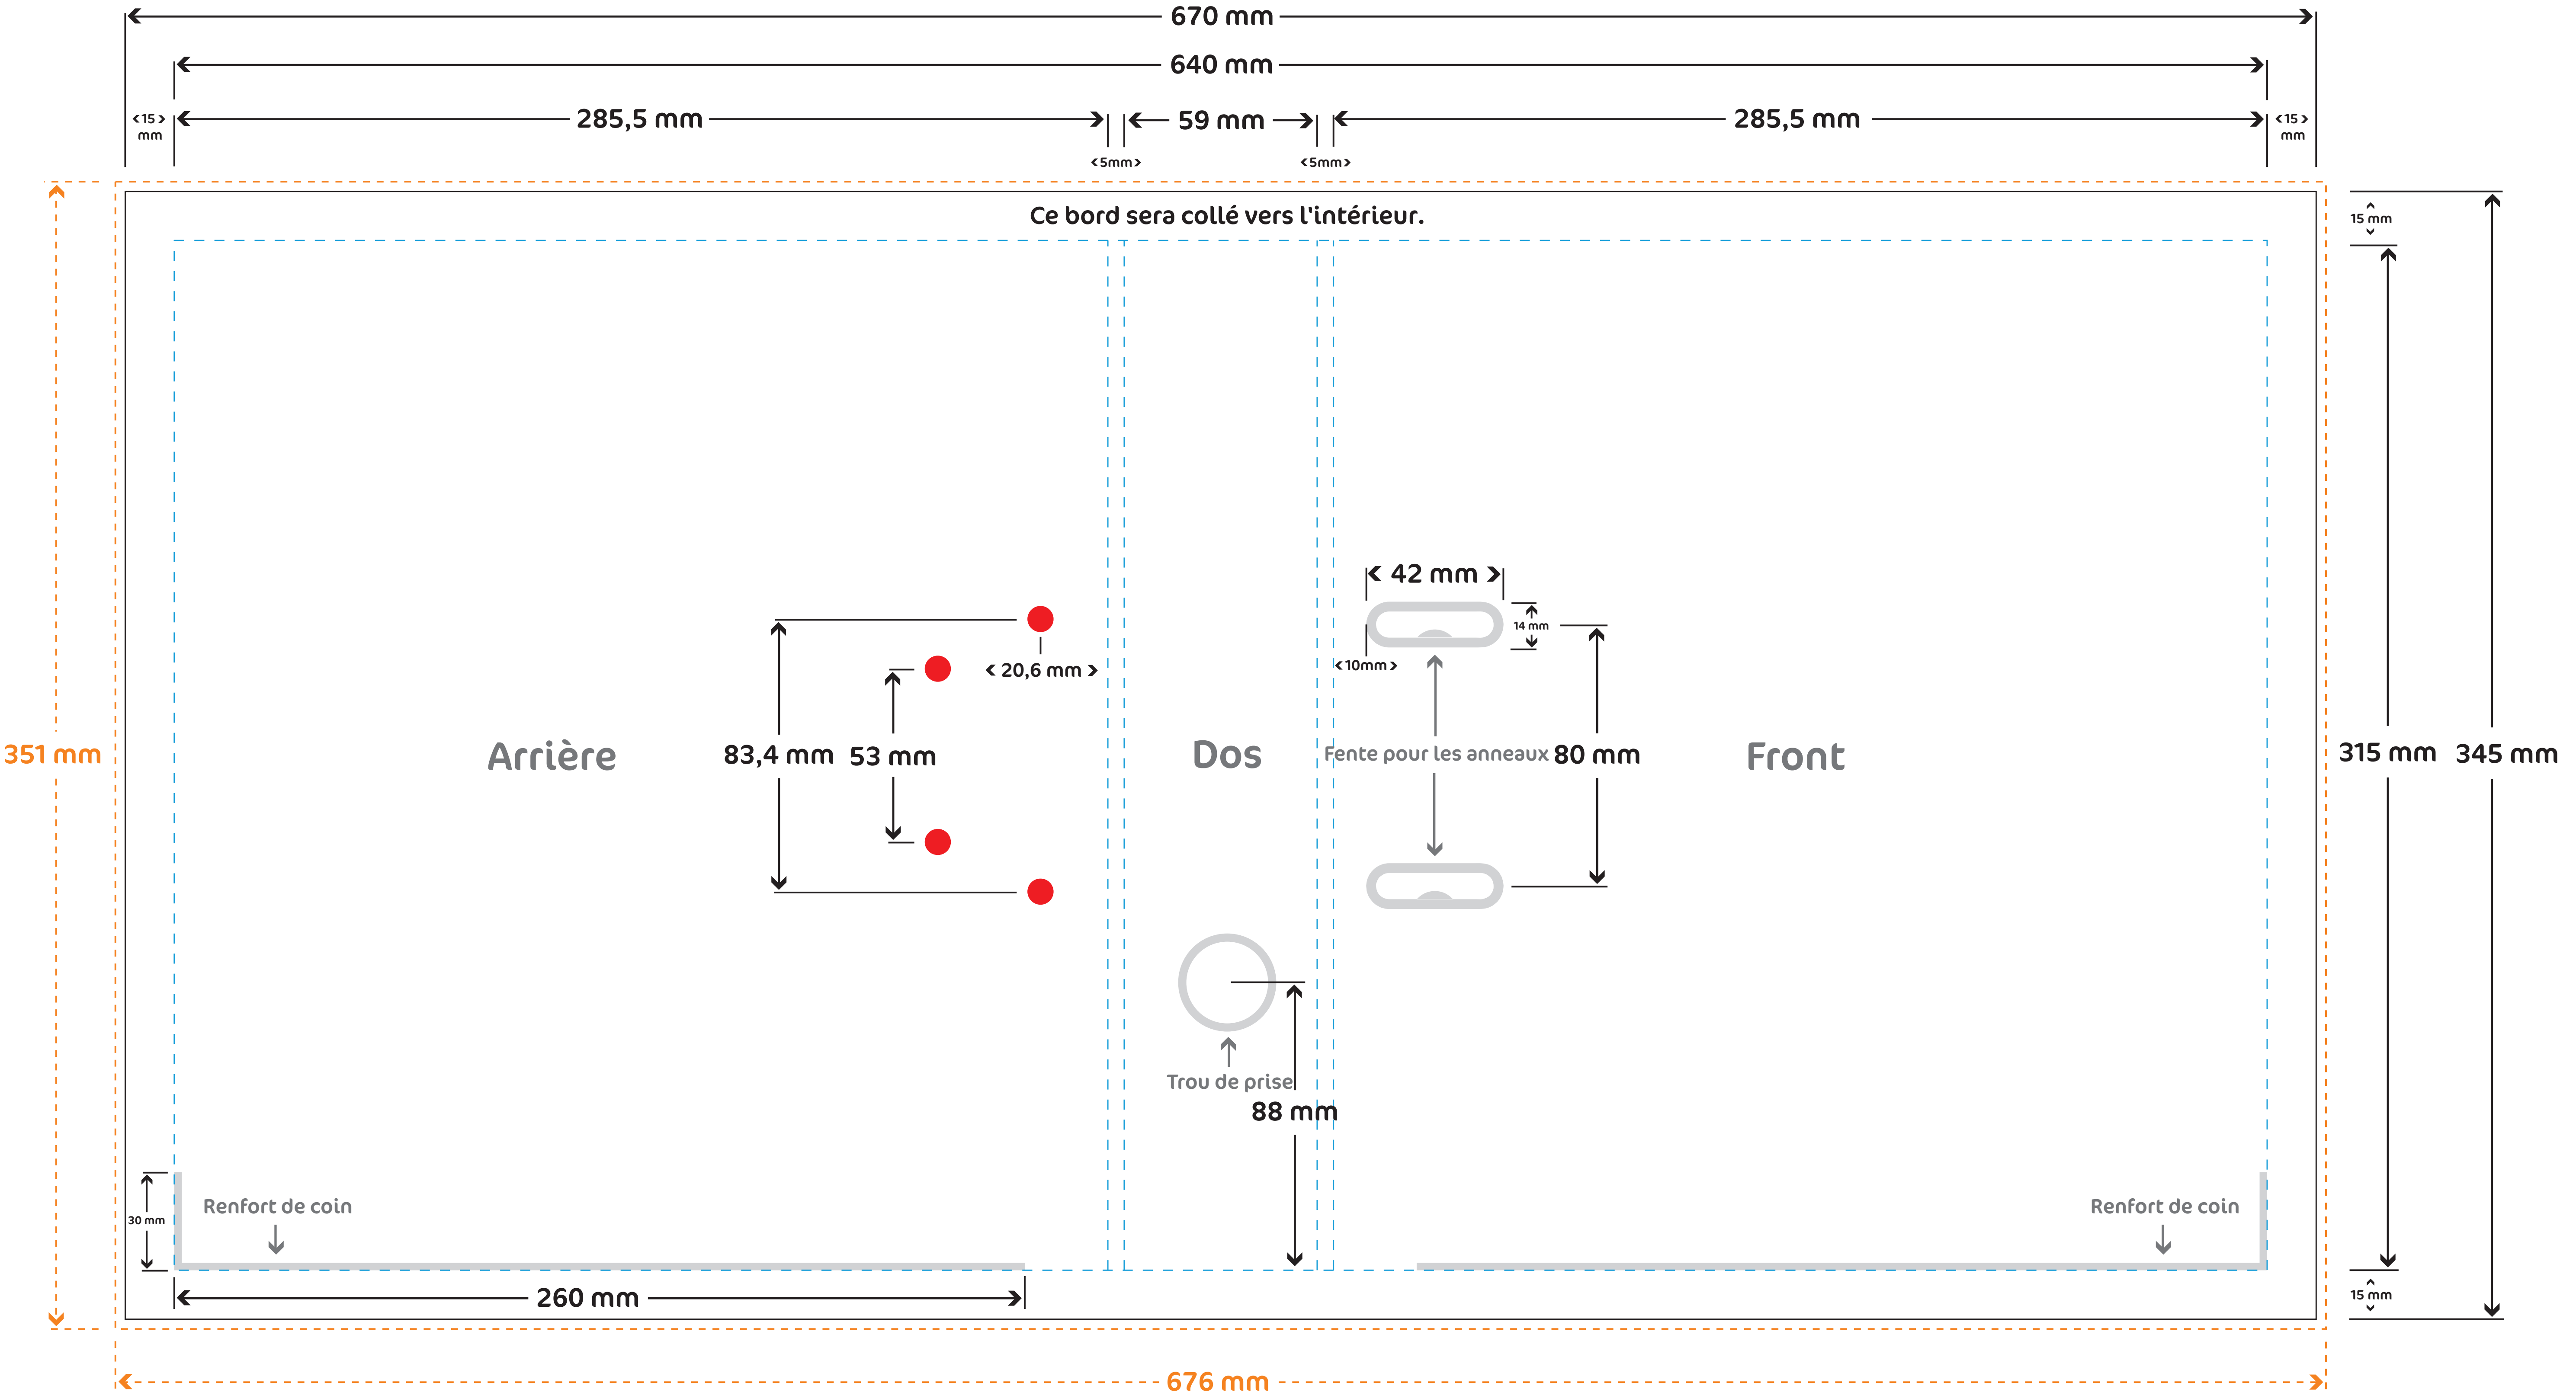 670 mm
640 mm
15 mm
285,5 mm
59 mm
285,5 mm
15 mm
5mm
5mm
Ce bord sera collé vers l'intérieur.
15 mm
42 mm
14 mm
20,6 mm
10mm
351 mm
Arrière
83,4 mm
53 mm
Dos
Fente pour les anneaux
80 mm
Front
315 mm
345 mm
Trou de prise
88 mm
30 mm
Renfort de coin
Renfort de coin
260 mm
15 mm
676 mm